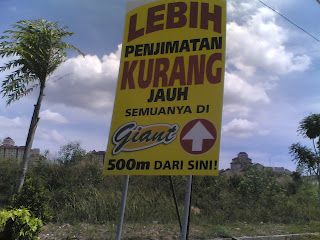 LEBIH
PENJIMATAN
KURANG
JAUH
SEMUANYA DI
Giant
500m DARI SINI!